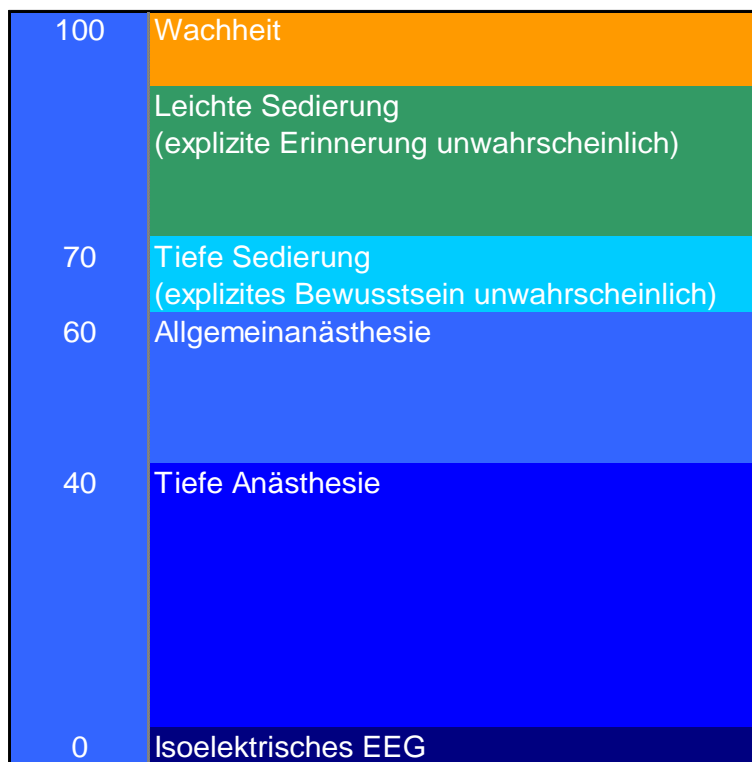 100 Wachheit
Leichte Sedierung
(explizite Erinnerung unwahrscheinlich)
70 Tiefe Sedierung
(explizites Bewusstsein unwahrscheinlich)
60 Allgemeinanästhesie
40 Tiefe Anästhesie
0 Isoelektrisches EEG